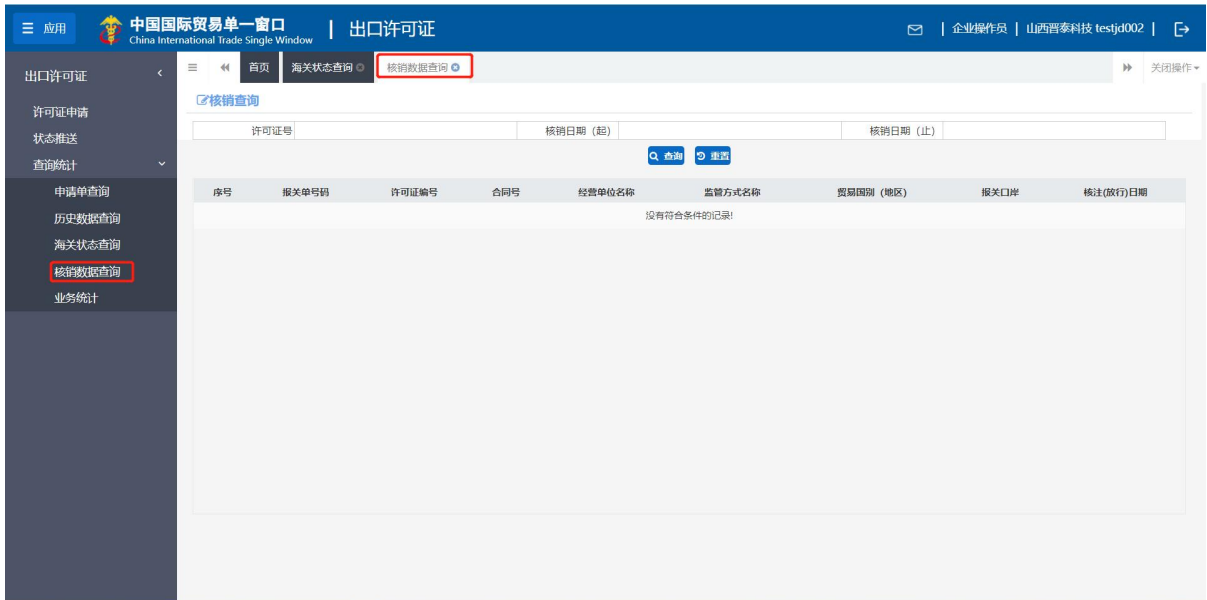 应用
中国国际贸易单一窗口 | 出口许可证
China International Trade Single Window
| 企业操作员 | 山西晋泰科技 testjd002 |
出口许可证
首页 海关状态查询 核销数据查询 关闭操作
许可证申请
状态推送
查询统计
申请单查询
历史数据查询
海关状态查询
核销数据查询
业务统计
核销查询
许可证号 核销日期（起） 核销日期（止）
查询 重置
序号 报关单号码 许可证编号 合同号 经营单位名称 监管方式名称 贸易国别（地区） 报关口岸 核注(放行)日期
没有符合条件的记录!